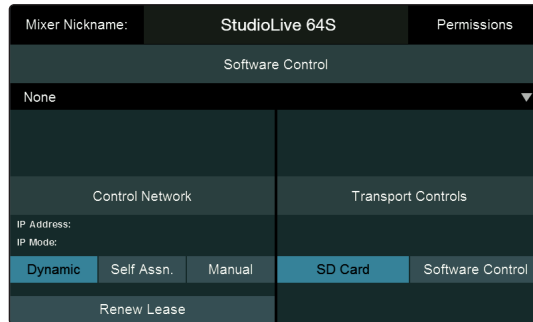 Mixer Nickname: StudioLive 64S Permissions
Software Control
None
Control Network Transport Controls
IP Address:
IP Mode:
Dynamic Self Assn. Manual SD Card Software Control
Renew Lease